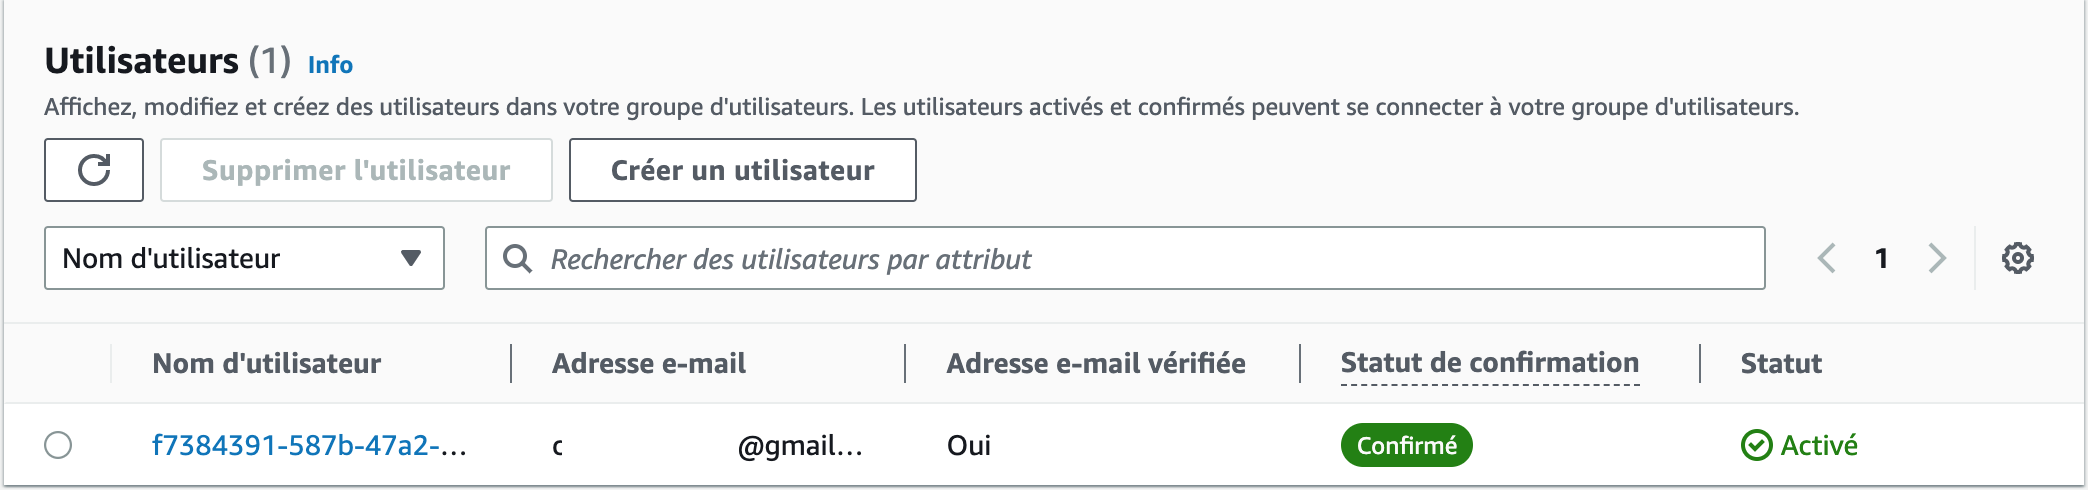 Utilisateurs (1) Info
Affichez, modifiez et créez des utilisateurs dans votre groupe d'utilisateurs. Les utilisateurs activés et confirmés peuvent se connecter à votre groupe d'utilisateurs.
Supprimer l'utilisateur Créer un utilisateur
Nom d'utilisateur Rechercher des utilisateurs par attribut 1
Nom d'utilisateur Adresse e-mail Adresse e-mail vérifiée Statut de confirmation Statut
f7384391-587b-47a2-... c @gmail... Oui Confirmé Activé